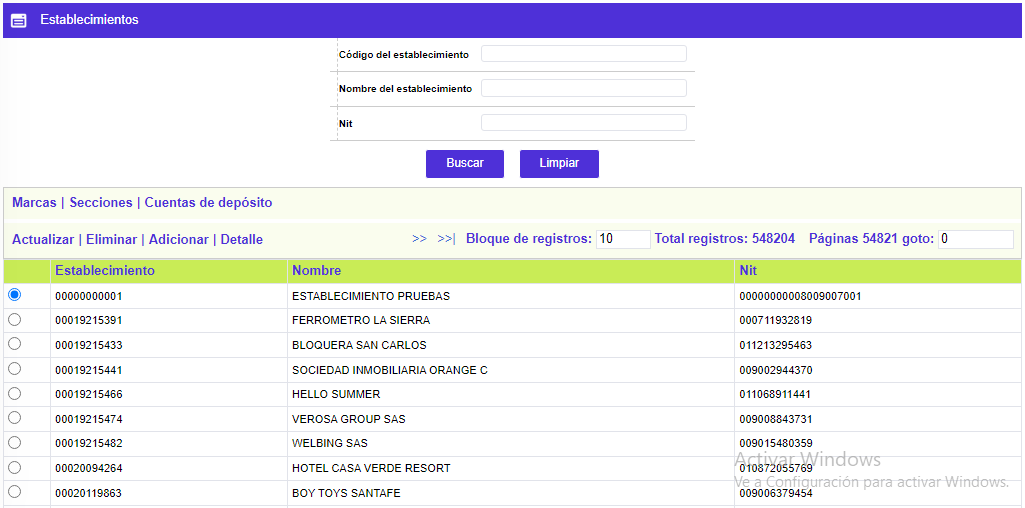 Establecimientos
Código del establecimiento
Nombre del establecimiento
Nit
Buscar Limpiar
Marcas | Secciones | Cuentas de depósito
Actualizar | Eliminar | Adicionar | Detalle >> >>| Bloque de registros: 10 Total registros: 548204 Páginas 54821 goto: 0
Establecimiento Nombre Nit
00000000001 ESTABLECIMIENTO PRUEBAS 00000000008009007001
00019215391 FERROMETRO LA SIERRA 000711932819
00019215433 BLOQUERA SAN CARLOS 011213295463
00019215441 SOCIEDAD INMOBILIARIA ORANGE C 009002944370
00019215466 HELLO SUMMER 011068911441
00019215474 VEROSA GROUP SAS 009008843731
00019215482 WELBING SAS 009015480359
Activar Windows
00020094264 HOTEL CASA VERDE RESORT 010872055769
Ve a Configuración para activar Windows.
00020119863 BOY TOYS SANTAFE 009006379454